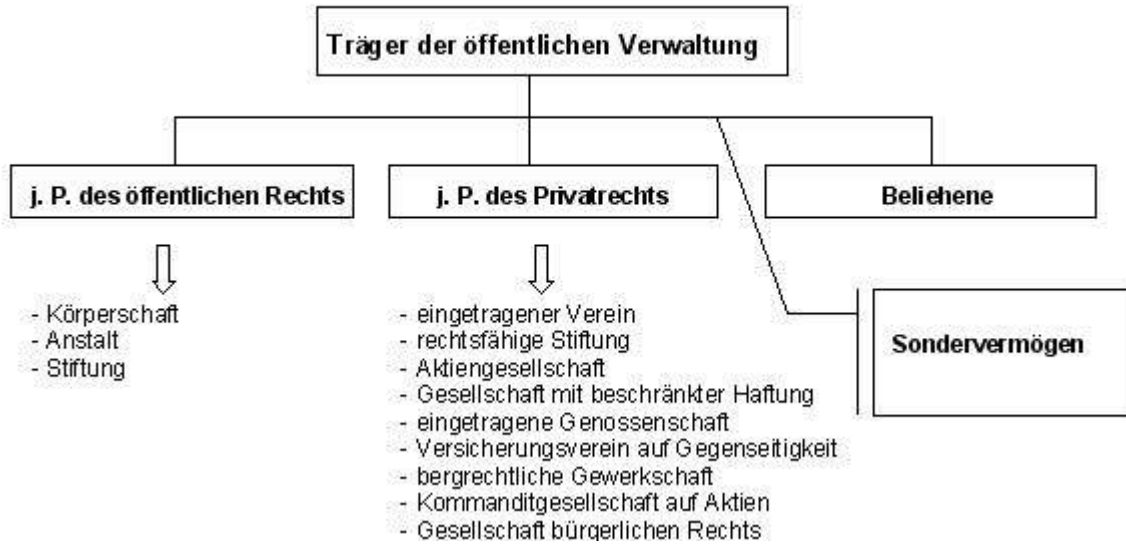 Träger der öffentlichen Verwaltung
j. P. des öffentlichen Rechts
j. P. des Privatrechts
Beliehene
- Körperschaft
- Anstalt
- Stiftung
- eingetragener Verein
- rechtsfähige Stiftung
- Aktiengesellschaft
- Gesellschaft mit beschränkter Haftung
- eingetragene Genossenschaft
- Versicherungsverein auf Gegenseitigkeit
- bergrechtliche Gewerkschaft
- Kommanditgesellschaft auf Aktien
- Gesellschaft bürgerlichen Rechts
Sondervermögen